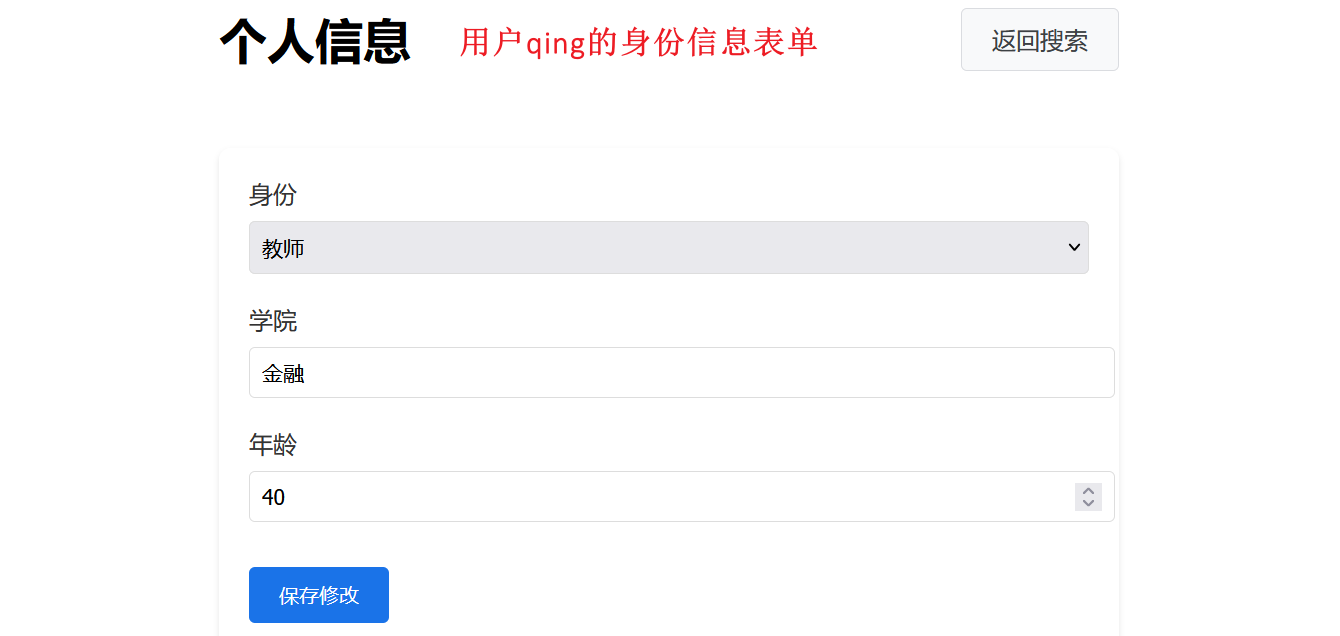 个人信息
用户qing的身份信息表单
返回搜索
身份
教师
学院
金融
年龄
40
保存修改